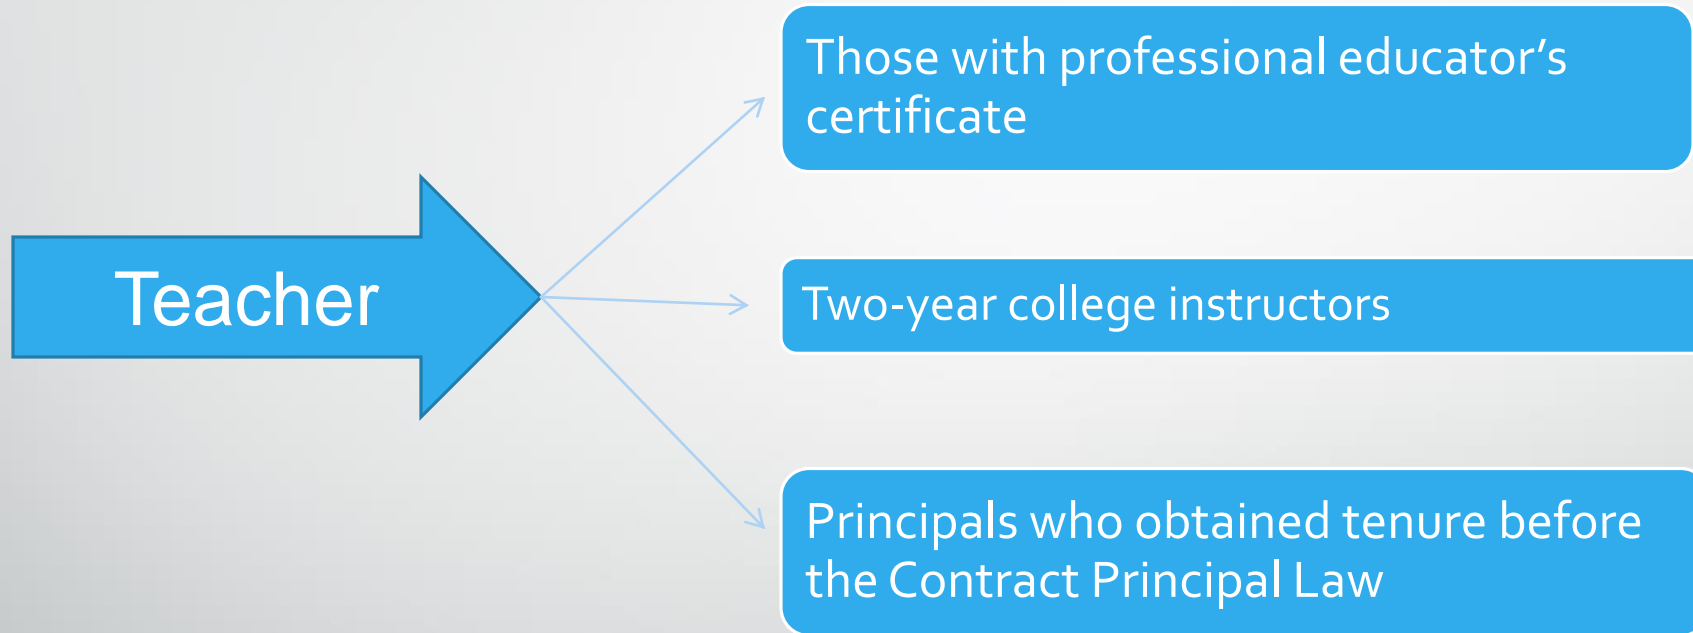 Those with professional educator’s
certificate
Teacher
Two-year college instructors
Principals who obtained tenure before
the Contract Principal Law